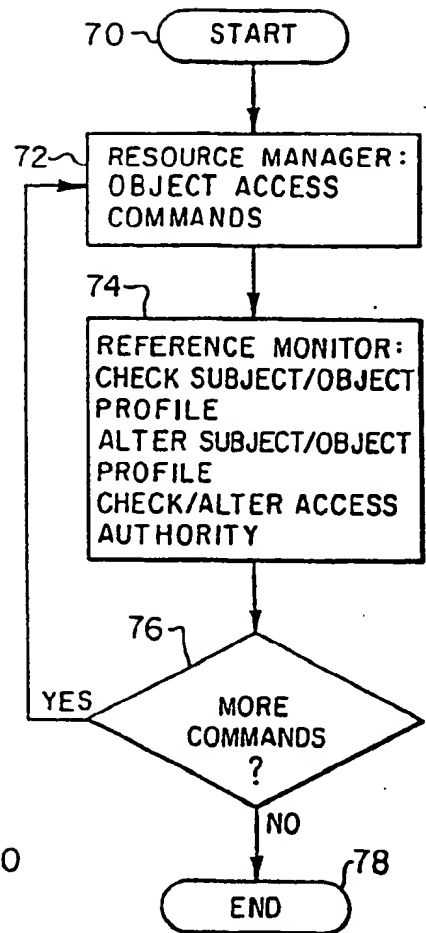 70
START
72
RESOURCE MANAGER:
OBJECT ACCESS
COMMANDS
74
REFERENCE MONITOR:
CHECK SUBJECT/OBJECT
PROFILE
ALTER SUBJECT/OBJECT
PROFILE
CHECK/ALTER ACCESS
AUTHORITY
76
YES
MORE
COMMANDS
?
NO
0
78
END